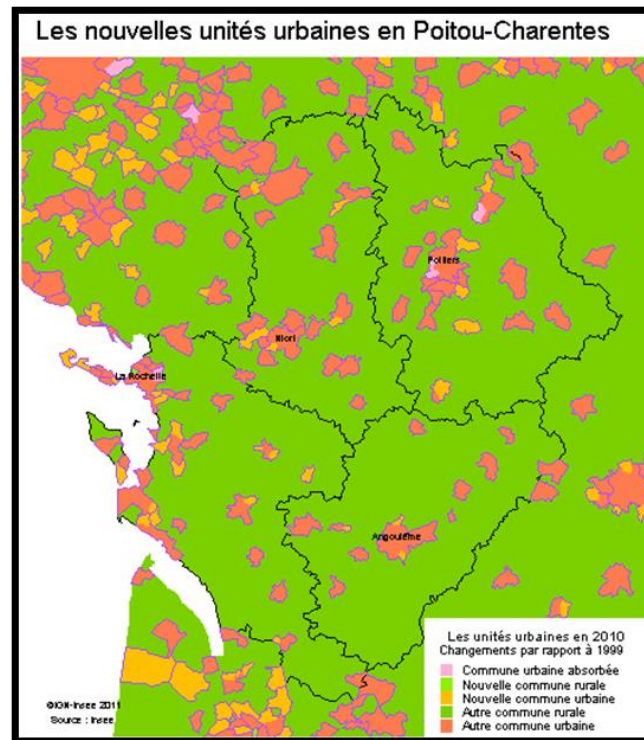 Les nouvelles unités urbaines en Poitou-Charentes
Poitiers
Niort
La Rochelle
Angoulême
Les unités urbaines en 2010
Changements par rapport à 1999
Commune urbaine absorbée
Nouvelle commune rurale
Nouvelle commune urbaine
Autre commune rurale
Autre commune urbaine
©IGN-Insee 2011
Source : Insee